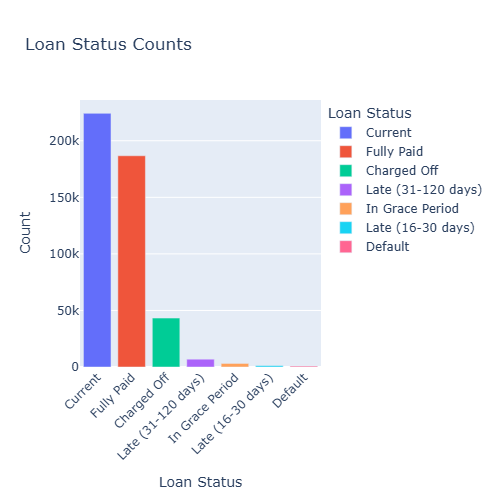 Loan Status Counts
Loan Status
Current
Fully Paid
Charged Off
Late (31-120 days)
In Grace Period
Late (16-30 days)
Default
200k
150k
100k
50k
0
Count
Current
Fully Paid
Charged Off
Late (31-120 days)
In Grace Period
Late (16-30 days)
Default
Loan Status